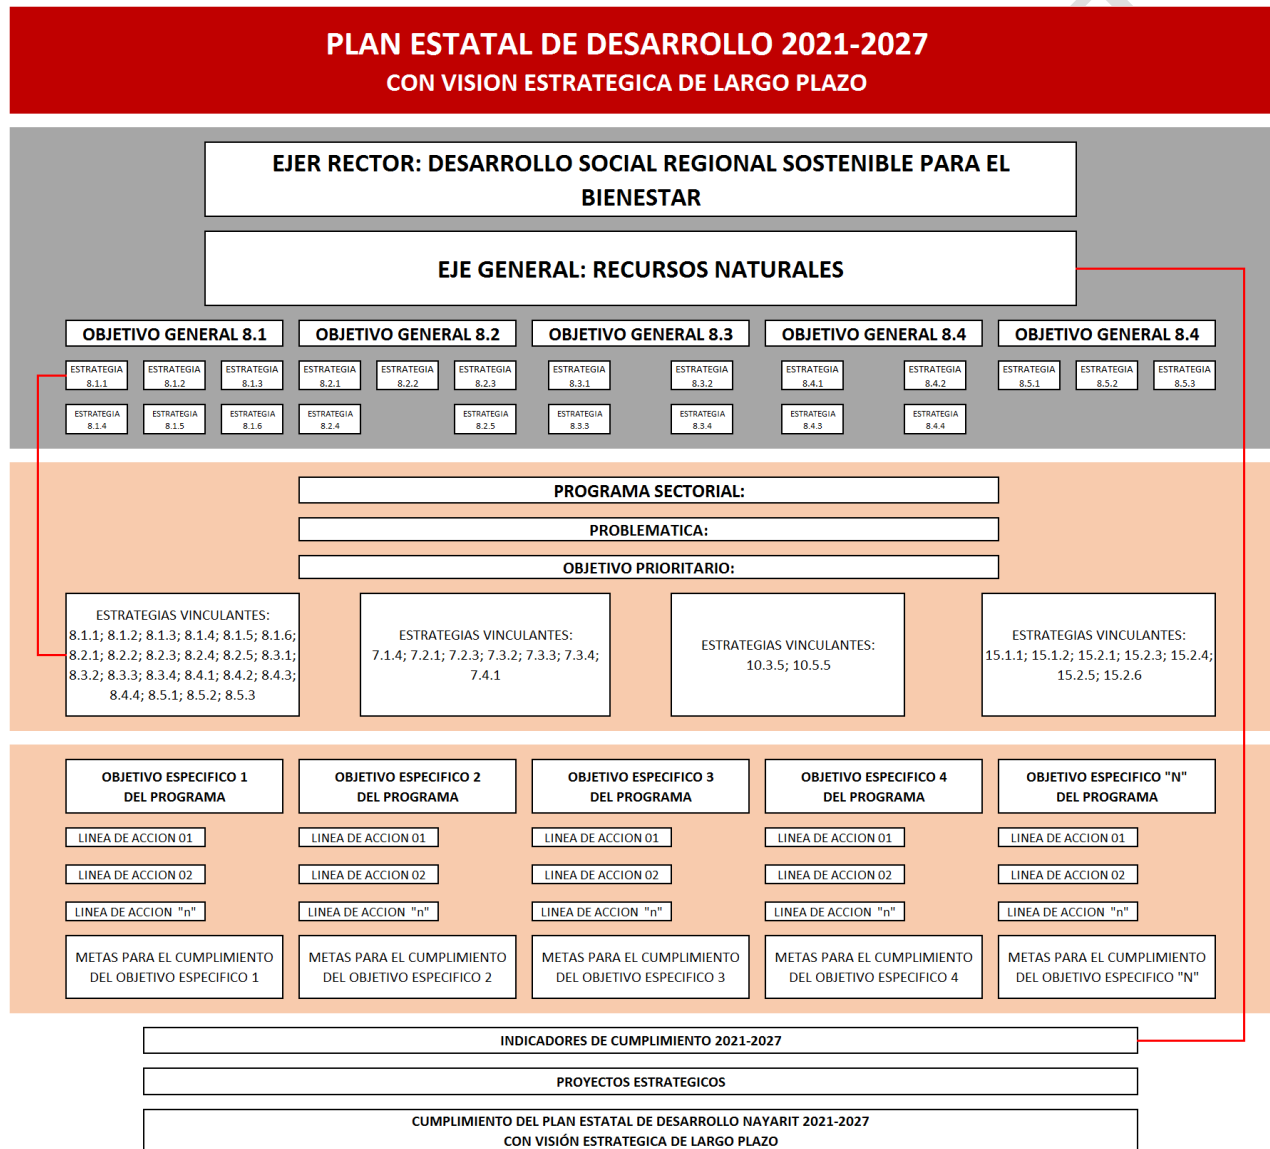 PLAN ESTATAL DE DESARROLLO 2021-2027
CON VISION ESTRATEGICA DE LARGO PLAZO
EJER RECTOR: DESARROLLO SOCIAL REGIONAL SOSTENIBLE PARA EL
BIENESTAR
EJE GENERAL: RECURSOS NATURALES
OBJETIVO GENERAL 8.1
OBJETIVO GENERAL 8.2
OBJETIVO GENERAL 8.3
OBJETIVO GENERAL 8.4
OBJETIVO GENERAL 8.4
ESTRATEGIA
8.1.1
ESTRATEGIA
8.1.2
ESTRATEGIA
8.1.3
ESTRATEGIA
8.2.1
ESTRATEGIA
8.2.2
ESTRATEGIA
8.2.3
ESTRATEGIA
8.3.1
ESTRATEGIA
8.3.2
ESTRATEGIA
8.4.1
ESTRATEGIA
8.4.2
ESTRATEGIA
8.5.1
ESTRATEGIA
8.5.2
ESTRATEGIA
8.5.3
ESTRATEGIA
8.1.4
ESTRATEGIA
8.1.5
ESTRATEGIA
8.1.6
ESTRATEGIA
8.2.4
ESTRATEGIA
8.2.5
ESTRATEGIA
8.3.3
ESTRATEGIA
8.3.4
ESTRATEGIA
8.4.3
ESTRATEGIA
8.4.4
PROGRAMA SECTORIAL:
PROBLEMATICA:
OBJETIVO PRIORITARIO:
ESTRATEGIAS VINCULANTES:
8.1.1; 8.1.2; 8.1.3; 8.1.4; 8.1.5; 8.1.6;
8.2.1; 8.2.2; 8.2.3; 8.2.4; 8.2.5; 8.3.1;
8.3.2; 8.3.3; 8.3.4; 8.4.1; 8.4.2; 8.4.3;
8.4.4; 8.5.1; 8.5.2; 8.5.3
ESTRATEGIAS VINCULANTES:
7.1.4; 7.2.1; 7.2.3; 7.3.2; 7.3.3; 7.3.4;
7.4.1
ESTRATEGIAS VINCULANTES:
10.3.5; 10.5.5
ESTRATEGIAS VINCULANTES:
15.1.1; 15.1.2; 15.2.1; 15.2.3; 15.2.4;
15.2.5; 15.2.6
OBJETIVO ESPECIFICO 1
DEL PROGRAMA
OBJETIVO ESPECIFICO 2
DEL PROGRAMA
OBJETIVO ESPECIFICO 3
DEL PROGRAMA
OBJETIVO ESPECIFICO 4
DEL PROGRAMA
OBJETIVO ESPECIFICO "N"
DEL PROGRAMA
LINEA DE ACCION 01
LINEA DE ACCION 01
LINEA DE ACCION 01
LINEA DE ACCION 01
LINEA DE ACCION 01
LINEA DE ACCION 02
LINEA DE ACCION 02
LINEA DE ACCION 02
LINEA DE ACCION 02
LINEA DE ACCION 02
LINEA DE ACCION "n"
LINEA DE ACCION "n"
LINEA DE ACCION "n"
LINEA DE ACCION "n"
LINEA DE ACCION "n"
METAS PARA EL CUMPLIMIENTO
DEL OBJETIVO ESPECIFICO 1
METAS PARA EL CUMPLIMIENTO
DEL OBJETIVO ESPECIFICO 2
METAS PARA EL CUMPLIMIENTO
DEL OBJETIVO ESPECIFICO 3
METAS PARA EL CUMPLIMIENTO
DEL OBJETIVO ESPECIFICO 4
METAS PARA EL CUMPLIMIENTO
DEL OBJETIVO ESPECIFICO "N"
INDICADORES DE CUMPLIMIENTO 2021-2027
PROYECTOS ESTRATEGICOS
CUMPLIMIENTO DEL PLAN ESTATAL DE DESARROLLO NAYARIT 2021-2027
CON VISIÓN ESTRATEGICA DE LARGO PLAZO